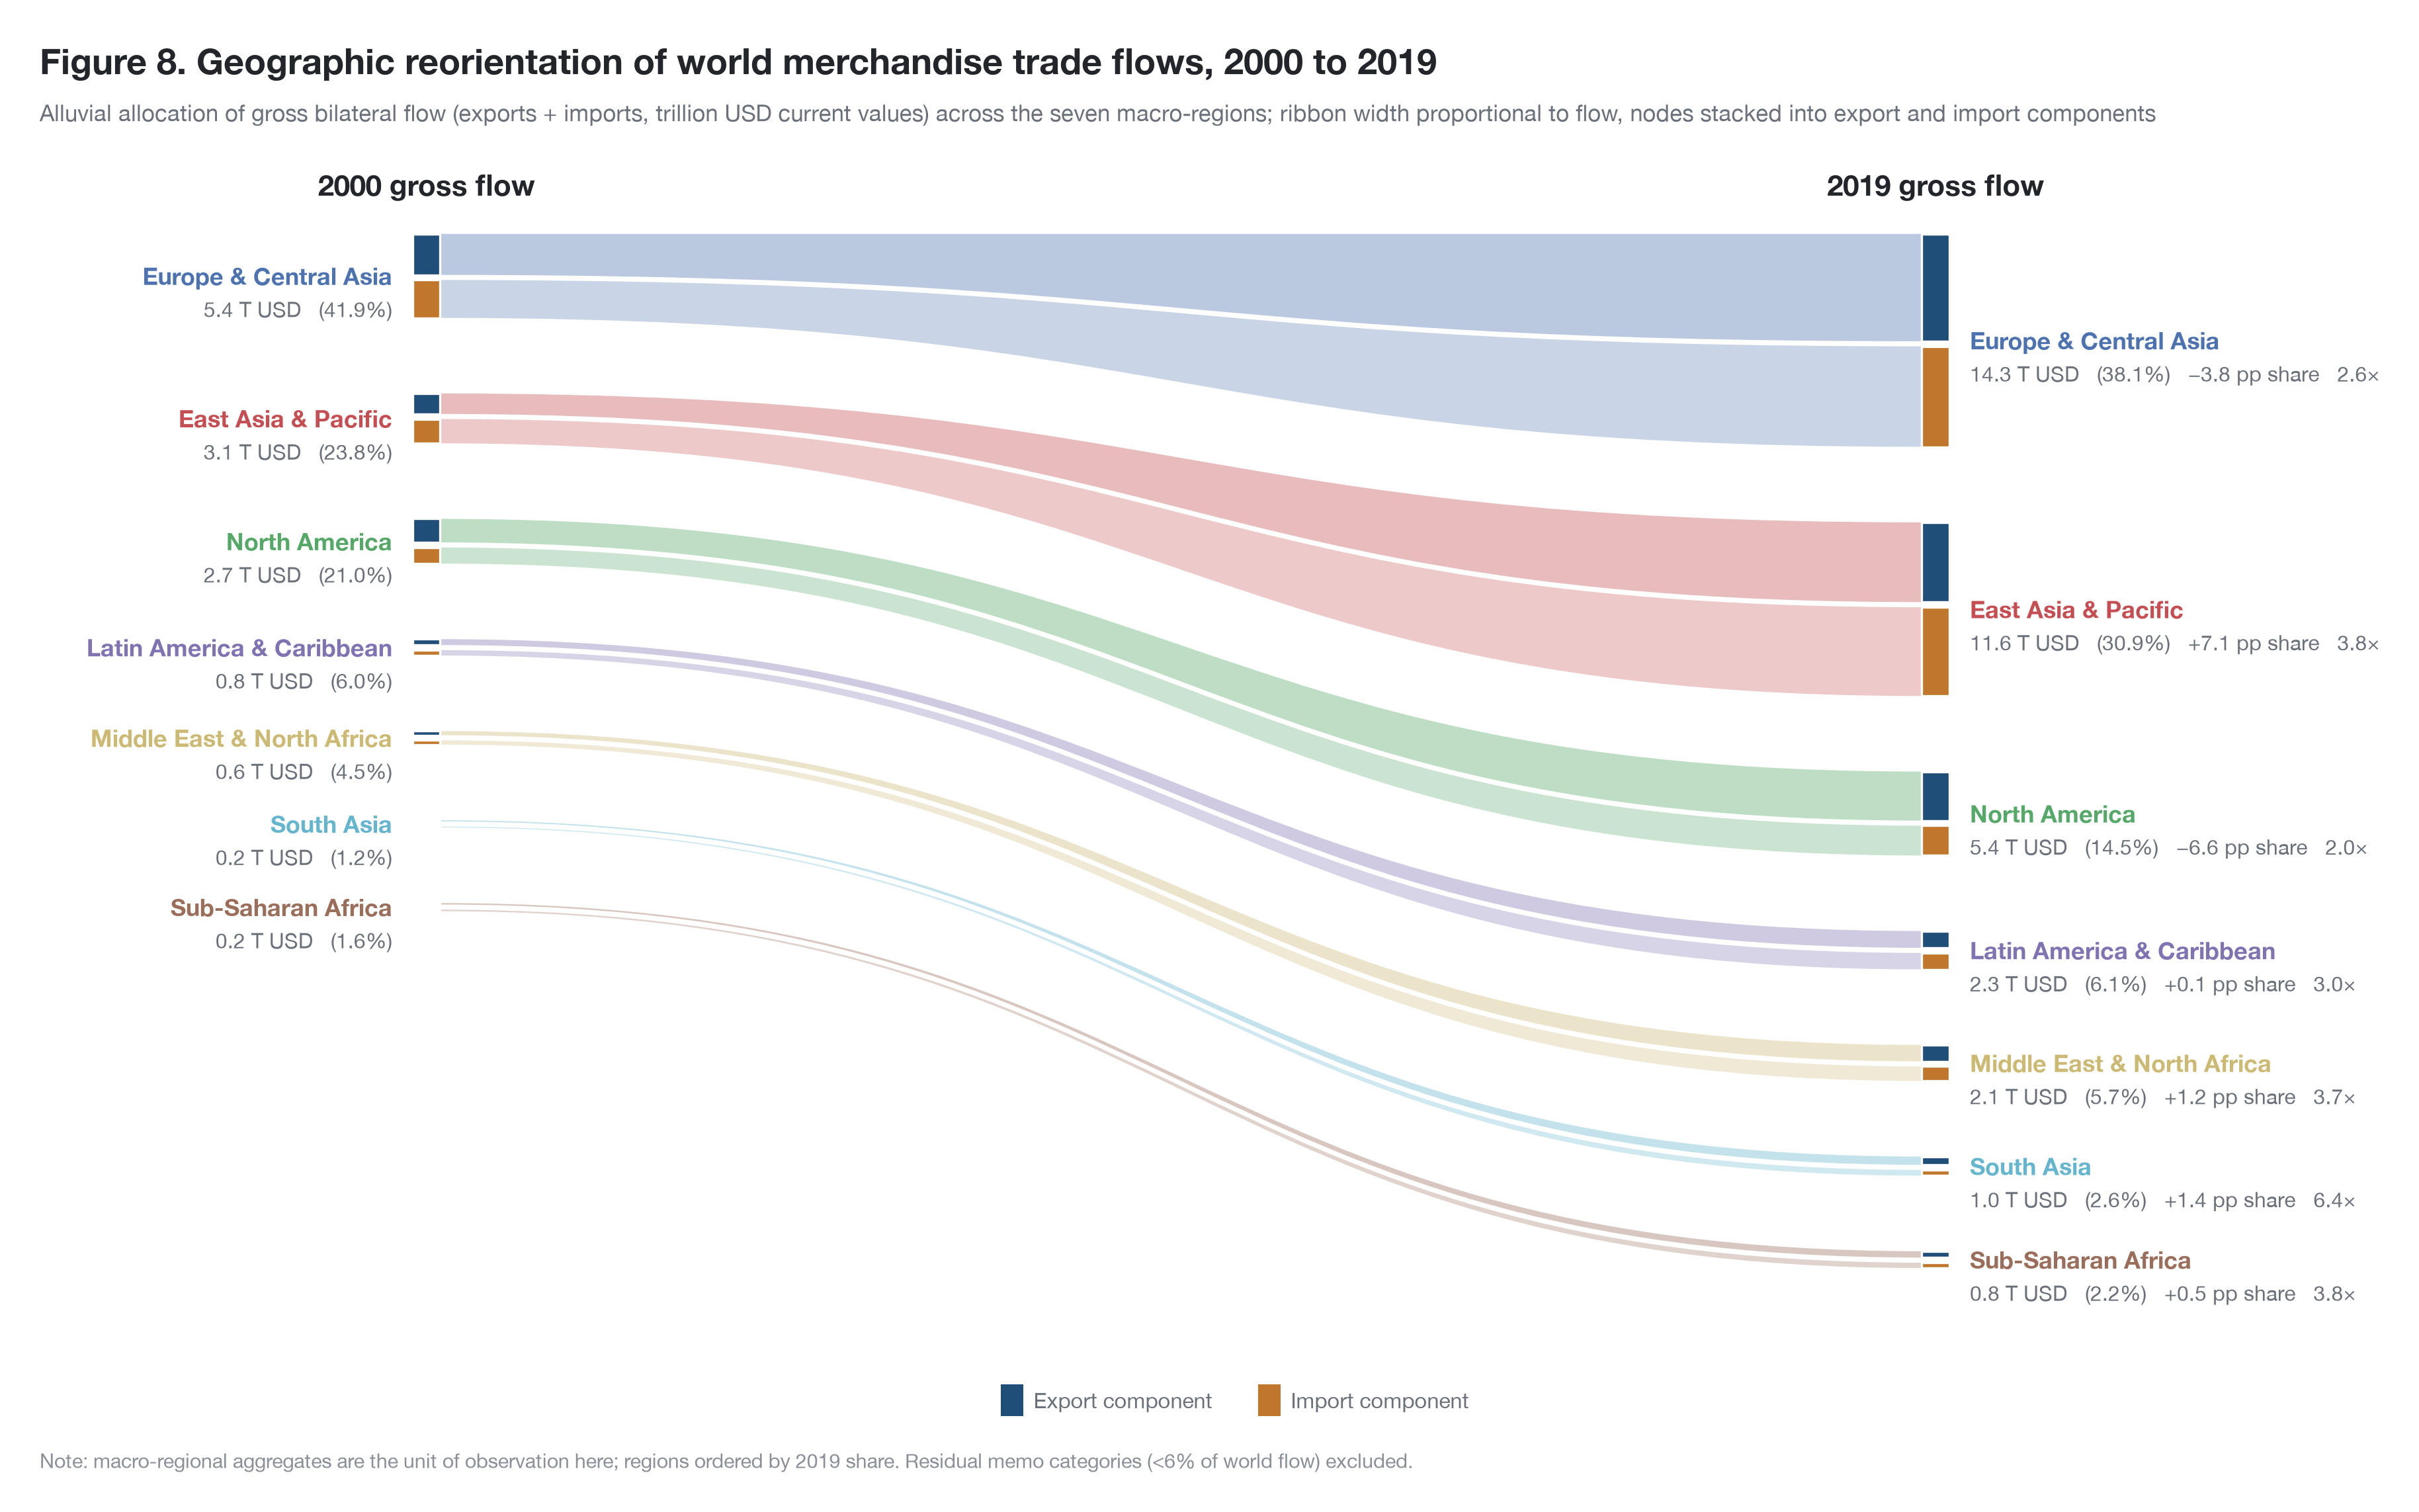 Figure 8. Geographic reorientation of world merchandise trade flows, 2000 to 2019
Alluvial allocation of gross bilateral flow (exports + imports, trillion USD current values) across the seven macro-regions; ribbon width proportional to flow, nodes stacked into export and import components
2000 gross flow
2019 gross flow
Europe & Central Asia
5.4 T USD (41.9%)
East Asia & Pacific
3.1 T USD (23.8%)
North America
2.7 T USD (21.0%)
Latin America & Caribbean
0.8 T USD (6.0%)
Middle East & North Africa
0.6 T USD (4.5%)
South Asia
0.2 T USD (1.2%)
Sub-Saharan Africa
0.2 T USD (1.6%)
Europe & Central Asia
14.3 T USD (38.1%) −3.8 pp share 2.6×
East Asia & Pacific
11.6 T USD (30.9%) +7.1 pp share 3.8×
North America
5.4 T USD (14.5%) −6.6 pp share 2.0×
Latin America & Caribbean
2.3 T USD (6.1%) +0.1 pp share 3.0×
Middle East & North Africa
2.1 T USD (5.7%) +1.2 pp share 3.7×
South Asia
1.0 T USD (2.6%) +1.4 pp share 6.4×
Sub-Saharan Africa
0.8 T USD (2.2%) +0.5 pp share 3.8×
Export component
Import component
Note: macro-regional aggregates are the unit of observation here; regions ordered by 2019 share. Residual memo categories (<6% of world flow) excluded.